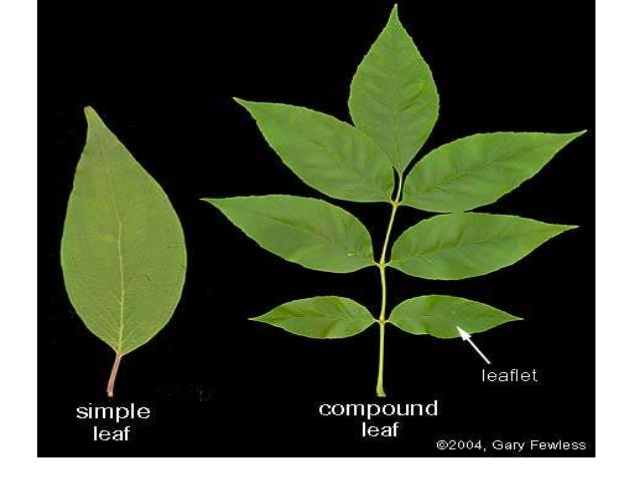 leaflet
simple
leaf
compound
leaf
©2004, Gary Fewless